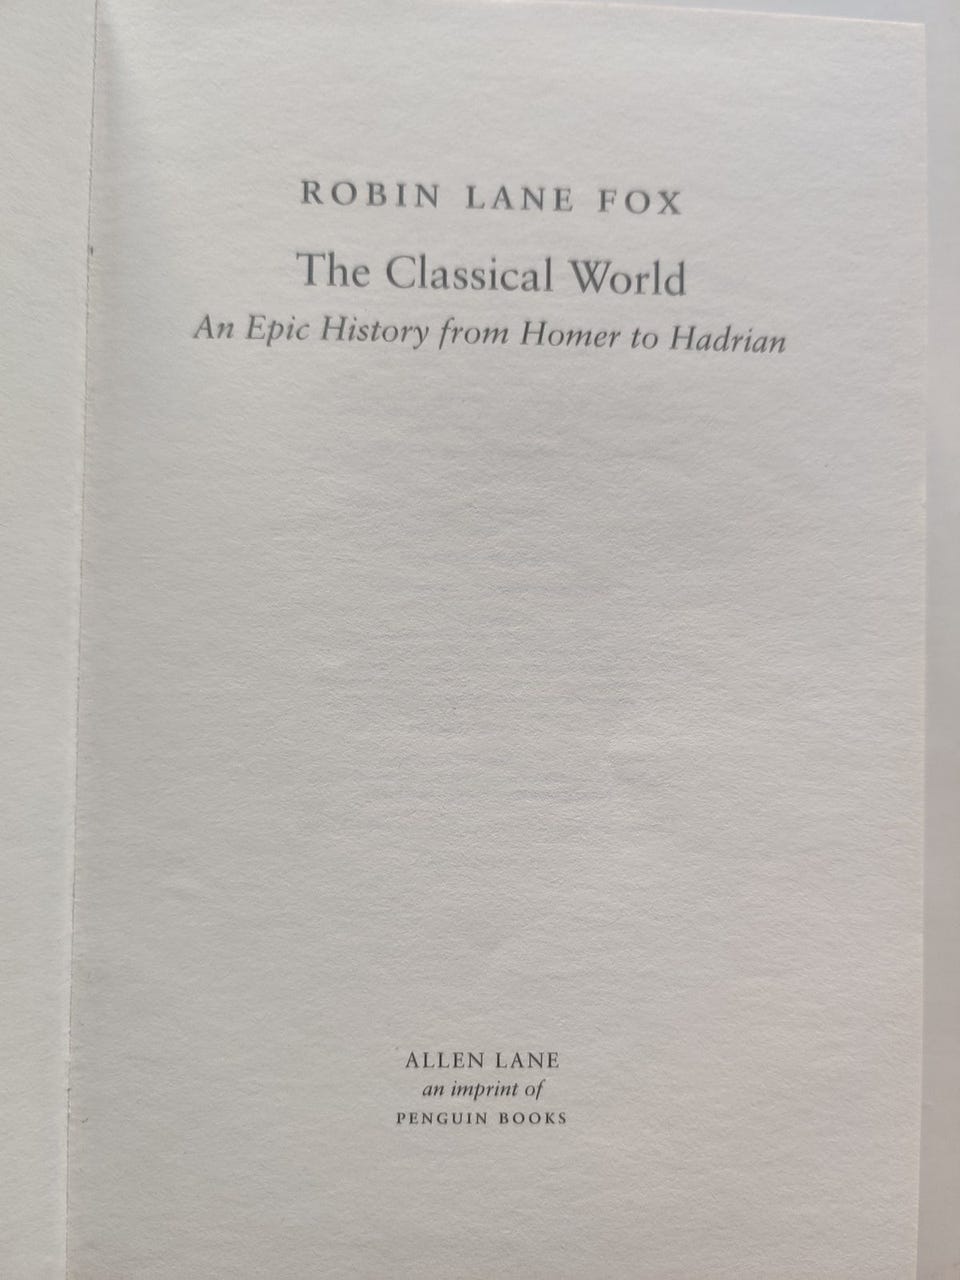 ROBIN LANE FOX
The Classical World
An Epic History from Homer to Hadrian
ALLEN LANE
an imprint of
PENGUIN BOOKS